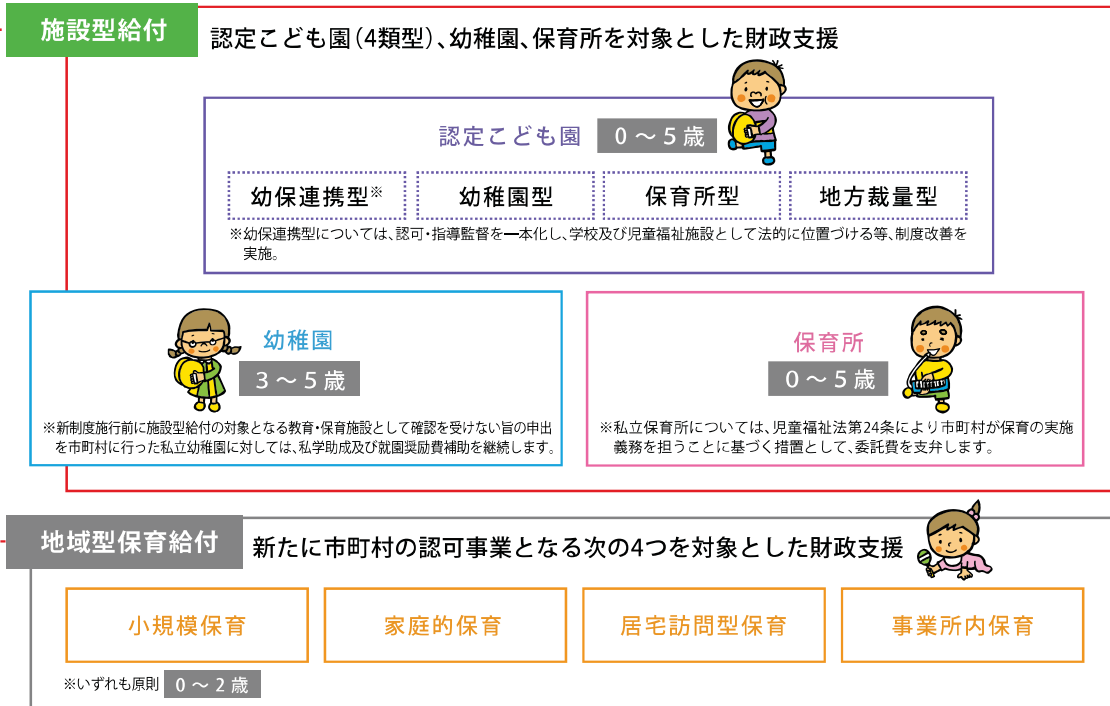 施設型給付
認定こども園（4類型）、幼稚園、保育所を対象とした財政支援
認定こども園 0～5歳
幼保連携型※
幼稚園型
保育所型
地方裁量型
※幼保連携型については、認可・指導監督を一本化し、学校及び児童福祉施設として法的に位置づける等、制度改善を
実施。
幼稚園
3～5歳
※新制度施行前に施設型給付の対象となる教育・保育施設として確認を受けない旨の申出
を市町村に行った私立幼稚園に対しては、私学助成及び就園奨励費補助を継続します。
保育所
0～5歳
※私立保育所については、児童福祉法第24条により市町村が保育の実施
義務を担うことに基づく措置として、委託費を支弁します。
地域型保育給付
新たに市町村の認可事業となる次の4つを対象とした財政支援
小規模保育
家庭的保育
居宅訪問型保育
事業所内保育
※いずれも原則 0～2歳